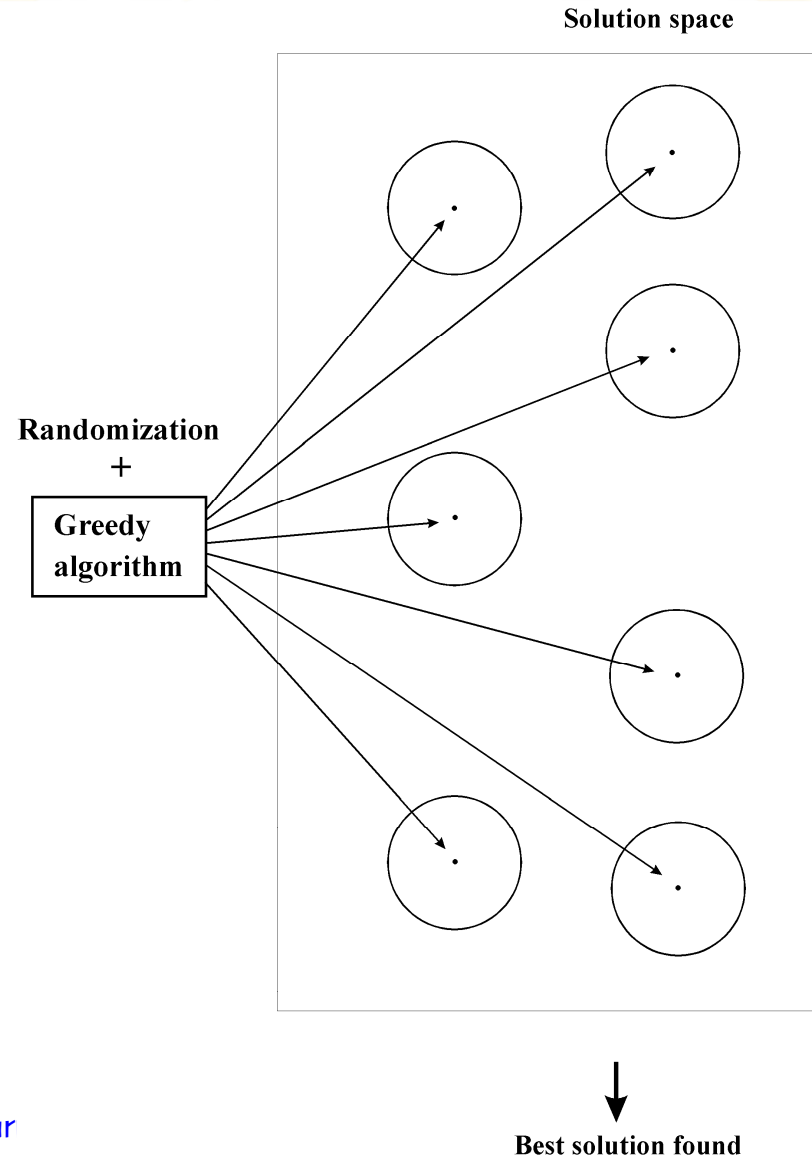 Solution space
Randomization
+
Greedy
algorithm
Best solution found